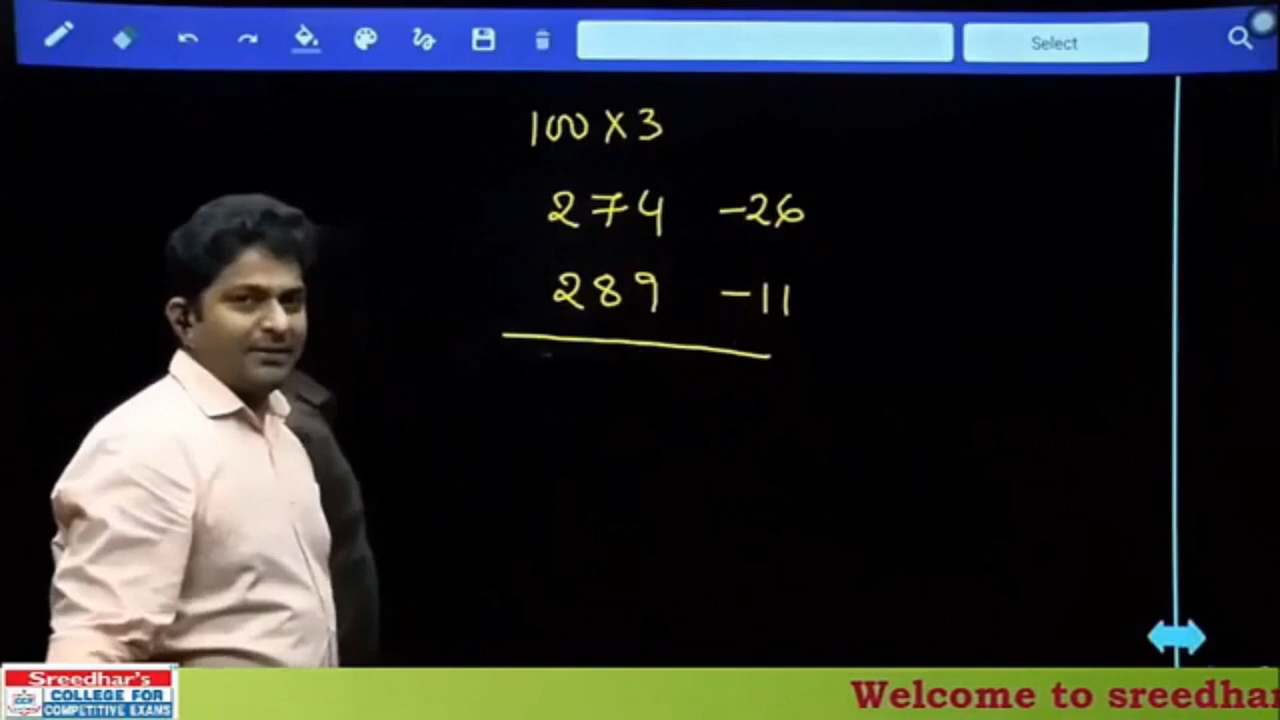 Select
100 × 3
274 -26
289 -11
Sreedhar's
COLLEGE FOR
COMPETITIVE EXAMS
Welcome to sreedhar